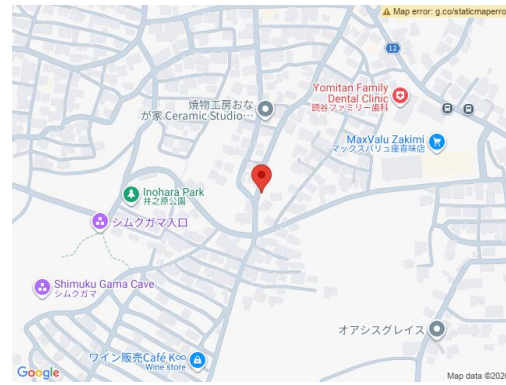 Map error: g.co/staticmaperro
12
焼物工房おな
が家 Ceramic Studio…
Yomitan Family
Dental Clinic
読谷ファミリー歯科
MaxValu Zakimi
マックスバリュ座喜味店
Inohara Park
井之原公園
シムクガマ入口
Shimuku Gama Cave
シムクガマ
オアシスグレイス
ワイン販売Café K∞
Wine store
Google
Map data ©2026